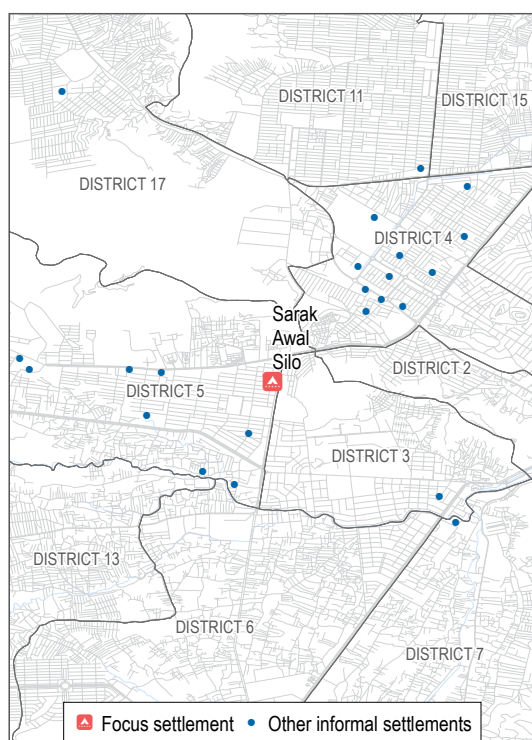 DISTRICT 11
DISTRICT 15
DISTRICT 17
DISTRICT 4
Sarak
Awal
Silo
DISTRICT 2
DISTRICT 5
DISTRICT 3
DISTRICT 13
DISTRICT 6
DISTRICT 7
Focus settlement
Other informal settlements